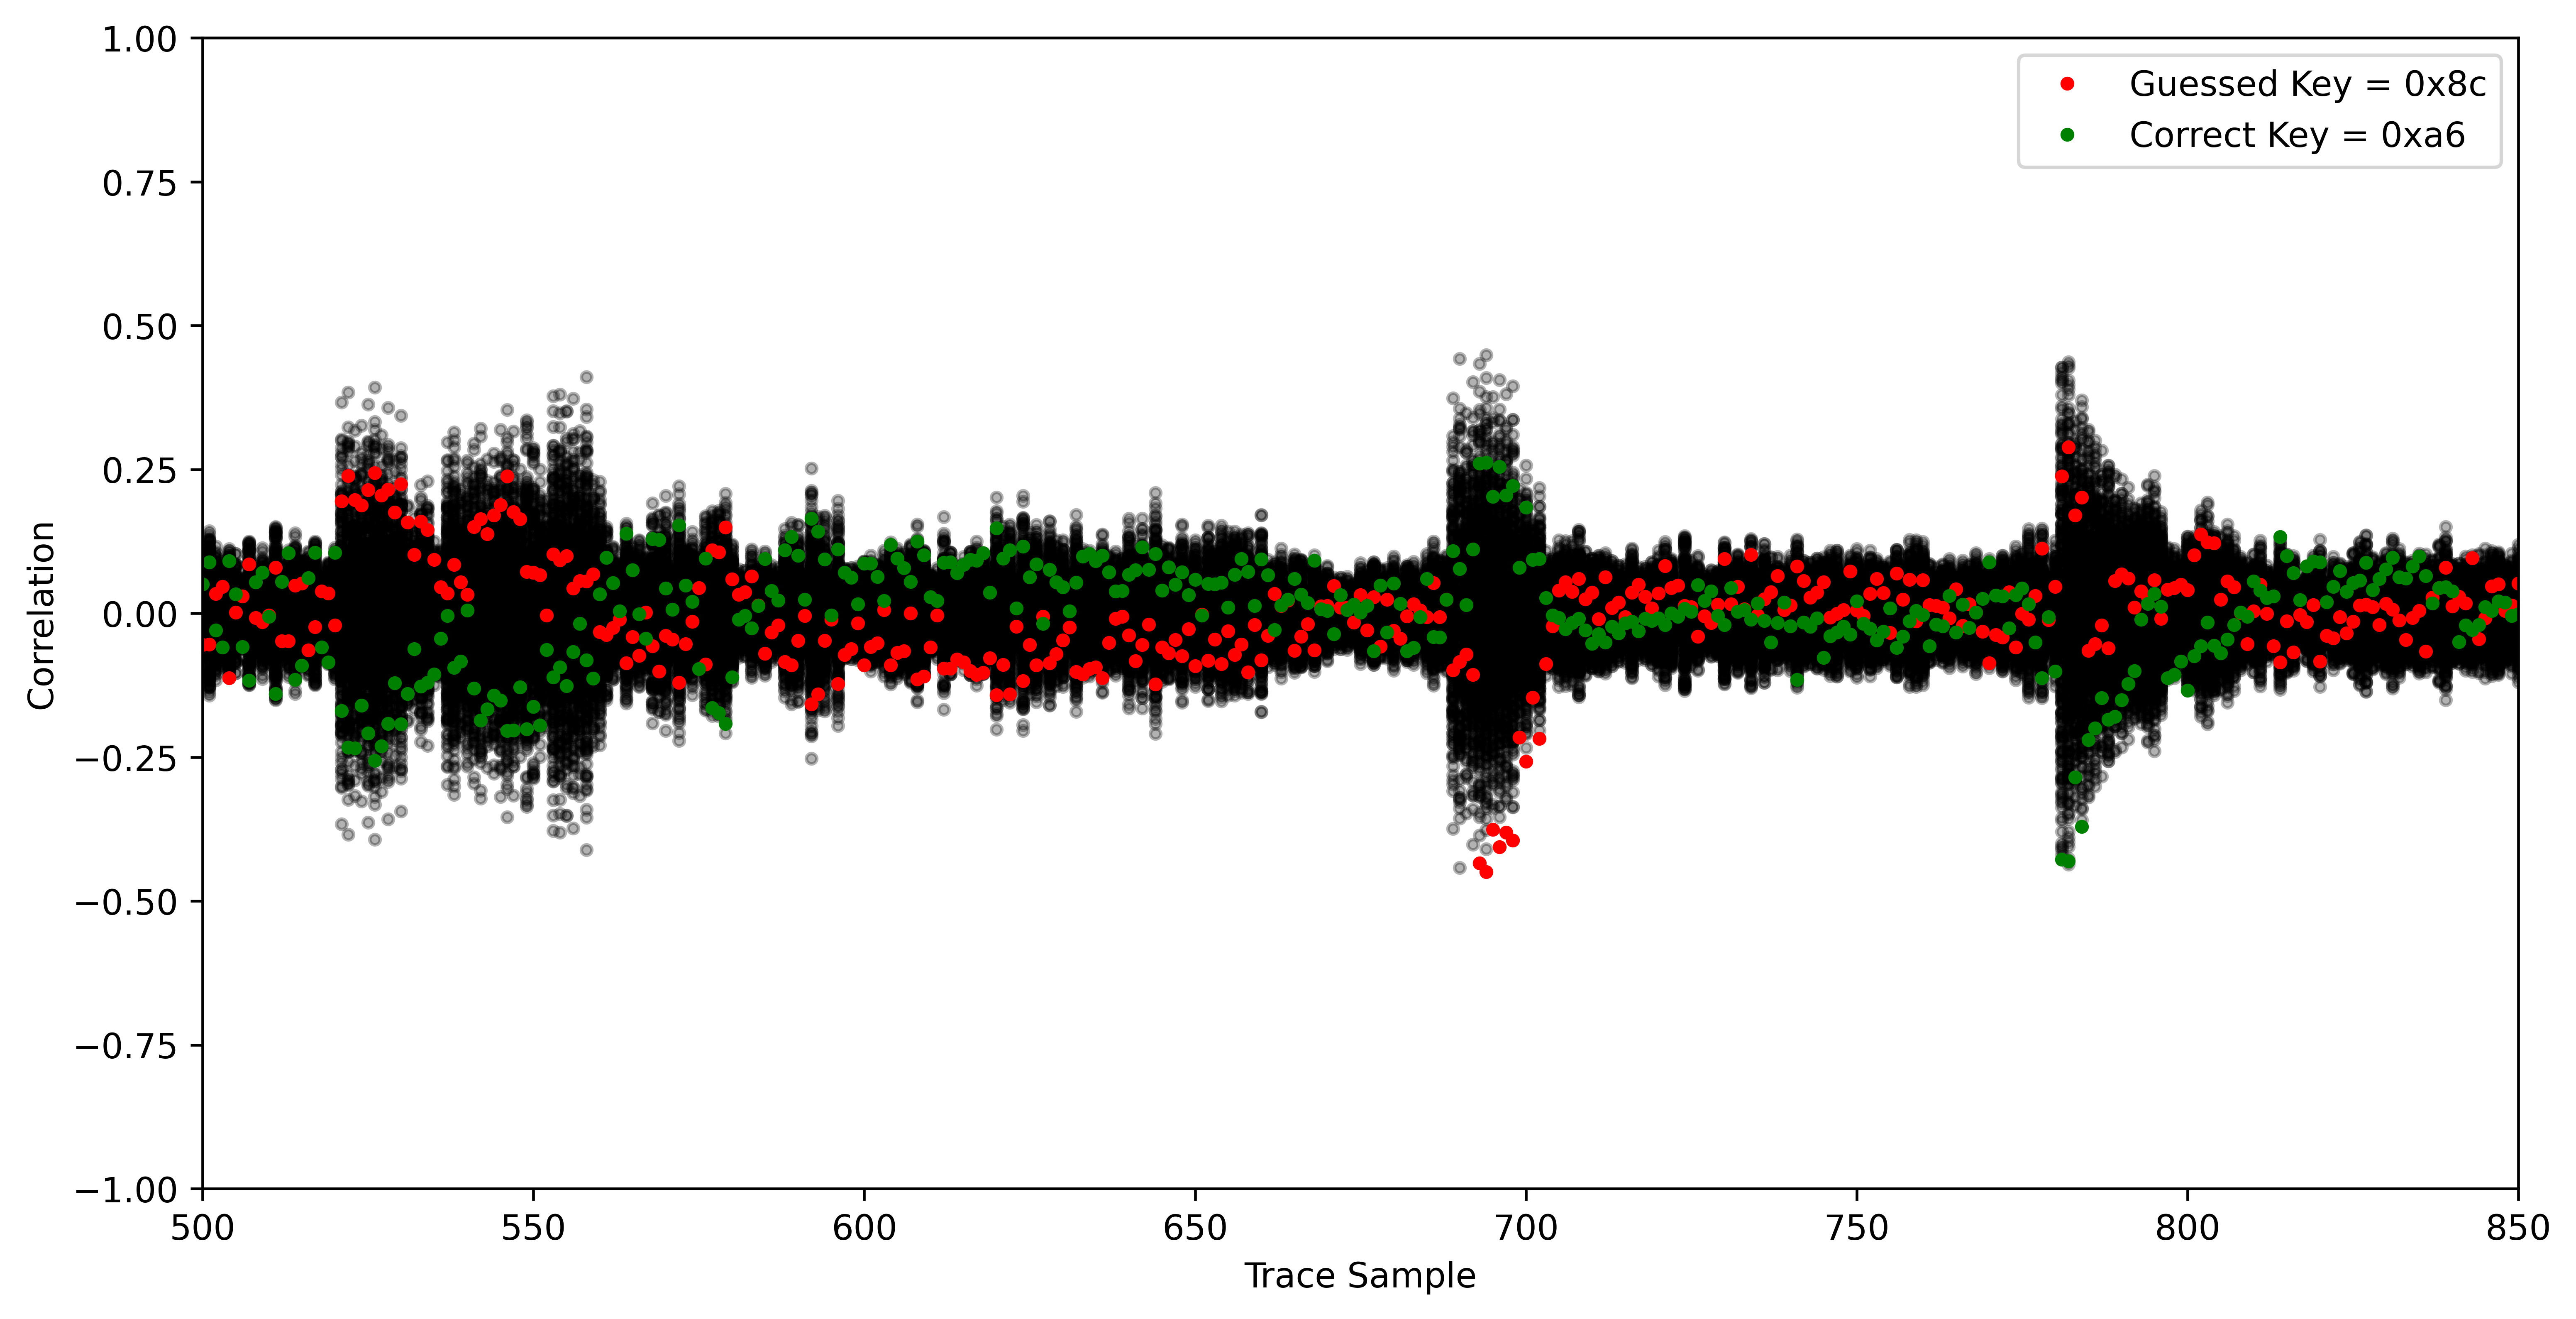 1.00
0.75
0.50
0.25
0.00
−0.25
−0.50
−0.75
−1.00
Correlation
Guessed Key = 0x8c
Correct Key = 0xa6
500 550 600 650 700 750 800 850
Trace Sample